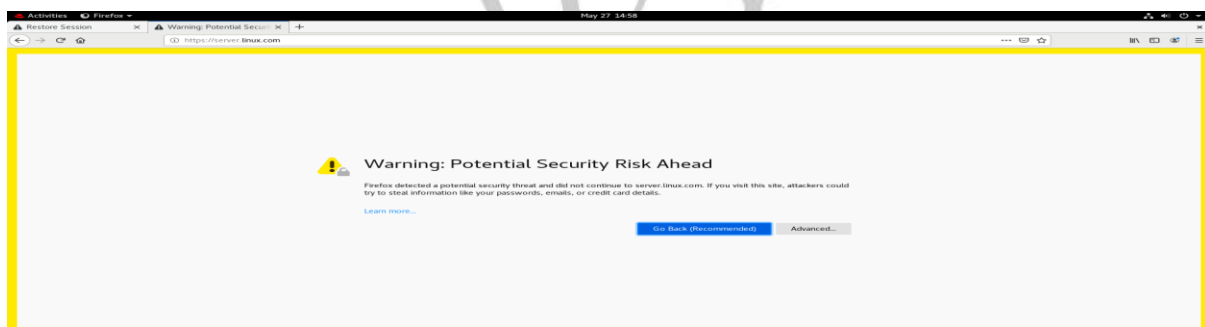 Activities Firefox May 27 14:58
Restore Session Warning: Potential Secur
https://server.linux.com
Warning: Potential Security Risk Ahead
Firefox detected a potential security threat and did not continue to server.linux.com. If you visit this site, attackers could
try to steal information like your passwords, emails, or credit card details.
Learn more...
Go Back (Recommended) Advanced...